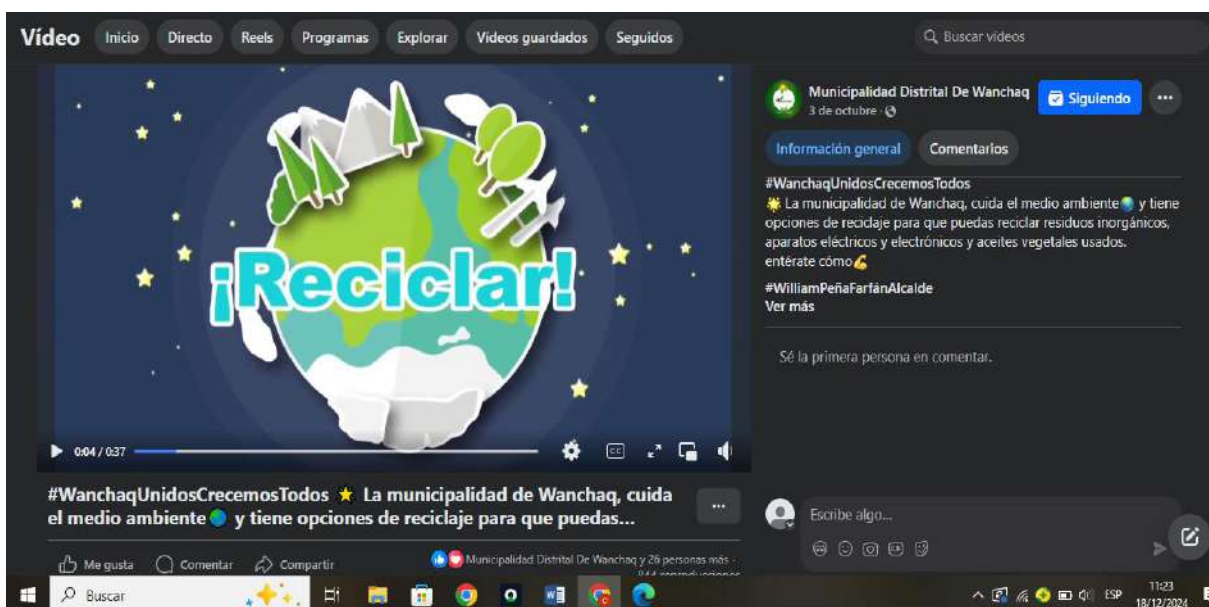 Vídeo Inicio Directo Reels Programas Explorar Vídeos guardados Seguidos
Buscar vídeos
¡Reciclar!
0:04 / 0:37
Municipalidad Distrital De Wanchaq
3 de octubre ·
Siguiendo
Información general Comentarios
#WanchaqUnidosCrecemosTodos
La municipalidad de Wanchaq, cuida el medio ambiente y tiene
opciones de reciclaje para que puedas reciclar residuos inorgánicos,
aparatos eléctricos y electrónicos y aceites vegetales usados.
entérate cómo
#WilliamPeñaFarfánAlcalde
Ver más
Sé la primera persona en comentar.
Escribe algo...
#WanchaqUnidosCrecemosTodos La municipalidad de Wanchaq, cuida
el medio ambiente y tiene opciones de reciclaje para que puedas...
Me gusta Comentar Compartir
Municipalidad Distrital De Wanchaq y 26 personas más ·
Buscar
ESP
11:23
18/12/2024